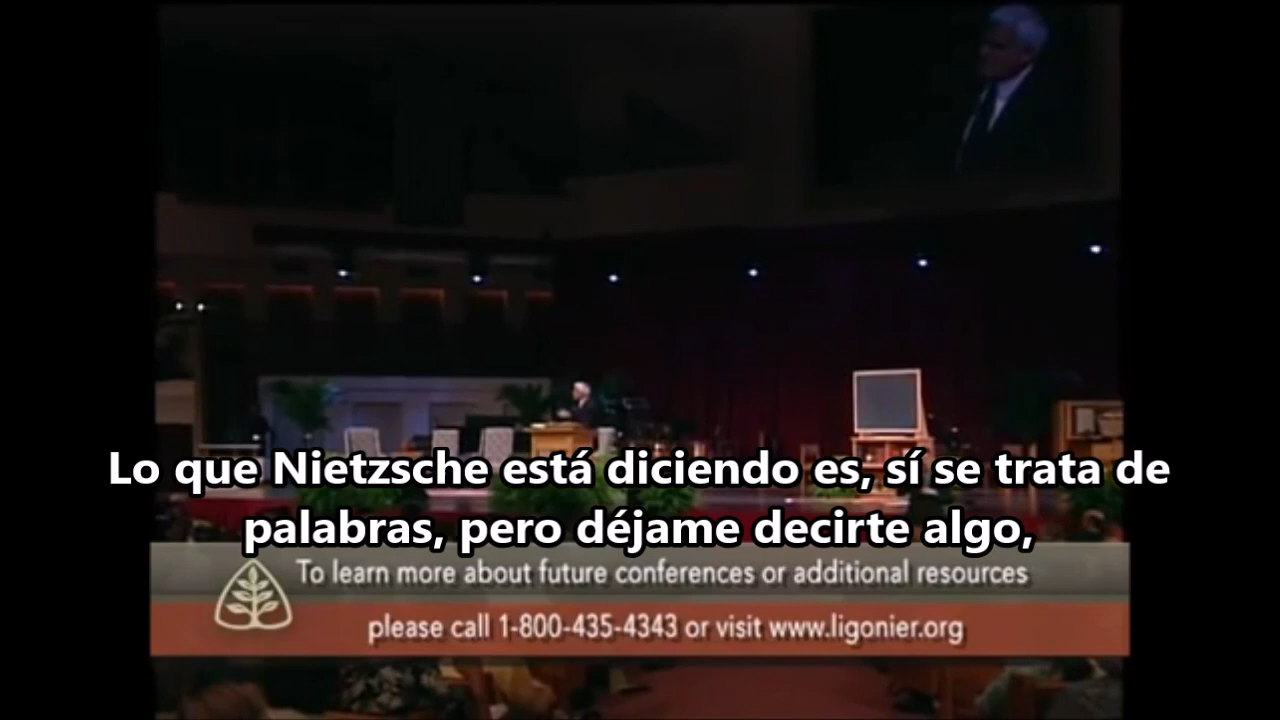 Lo que Nietzsche está diciendo es, sí se trata de
palabras, pero déjame decirte algo,
To learn more about future conferences or additional resources
please call 1-800-435-4343 or visit www.ligonier.org